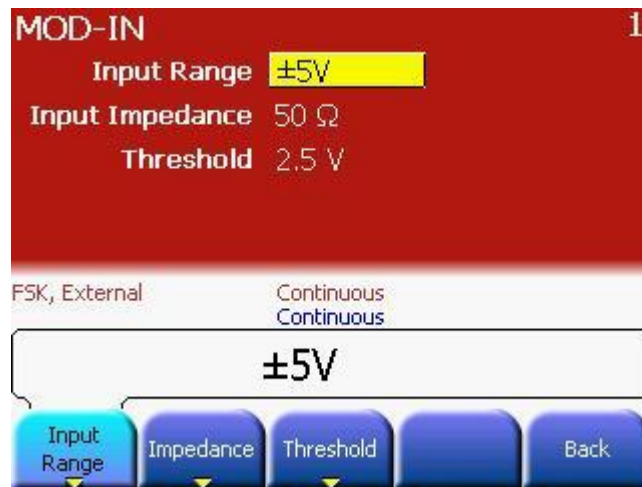 MOD-IN 1
Input Range ±5V
Input Impedance 50 Ω
Threshold 2.5 V
FSK, External Continuous
Continuous
±5V
Input Range Impedance Threshold Back